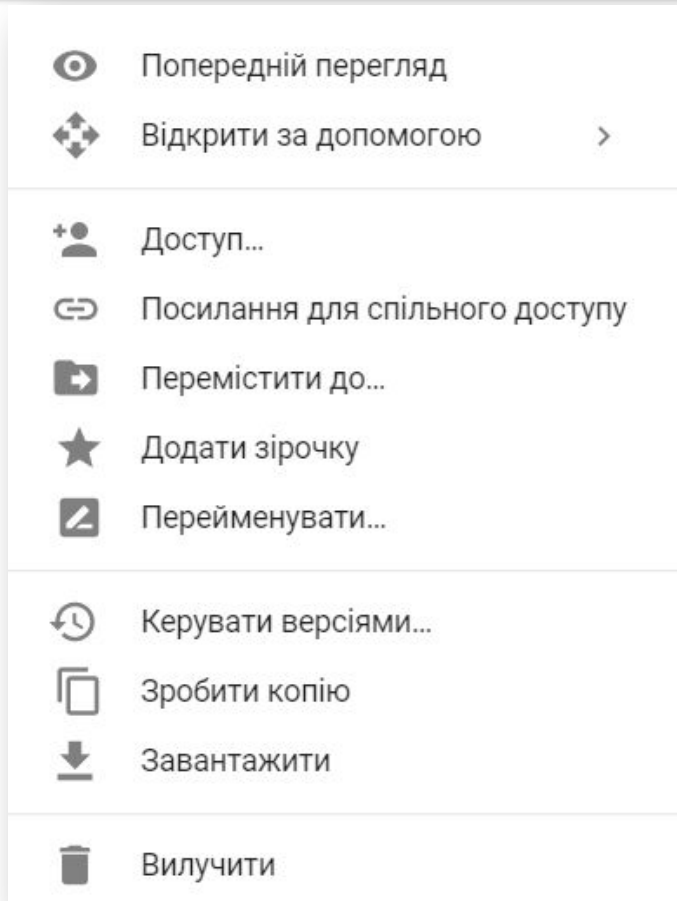 Попередній перегляд
Відкрити за допомогою
Доступ...
Посилання для спільного доступу
Перемістити до...
Додати зірочку
Перейменувати...
Керувати версіями...
Зробити копію
Завантажити
Вилучити